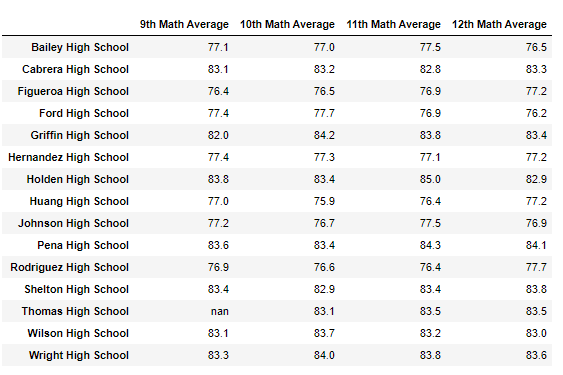 9th Math Average 10th Math Average 11th Math Average 12th Math Average
Bailey High School 77.1 77.0 77.5 76.5
Cabrera High School 83.1 83.2 82.8 83.3
Figueroa High School 76.4 76.5 76.9 77.2
Ford High School 77.4 77.7 76.9 76.2
Griffin High School 82.0 84.2 83.8 83.4
Hernandez High School 77.4 77.3 77.1 77.2
Holden High School 83.8 83.4 85.0 82.9
Huang High School 77.0 75.9 76.4 77.2
Johnson High School 77.2 76.7 77.5 76.9
Pena High School 83.6 83.4 84.3 84.1
Rodriguez High School 76.9 76.6 76.4 77.7
Shelton High School 83.4 82.9 83.4 83.8
Thomas High School nan 83.1 83.5 83.5
Wilson High School 83.1 83.7 83.2 83.0
Wright High School 83.3 84.0 83.8 83.6